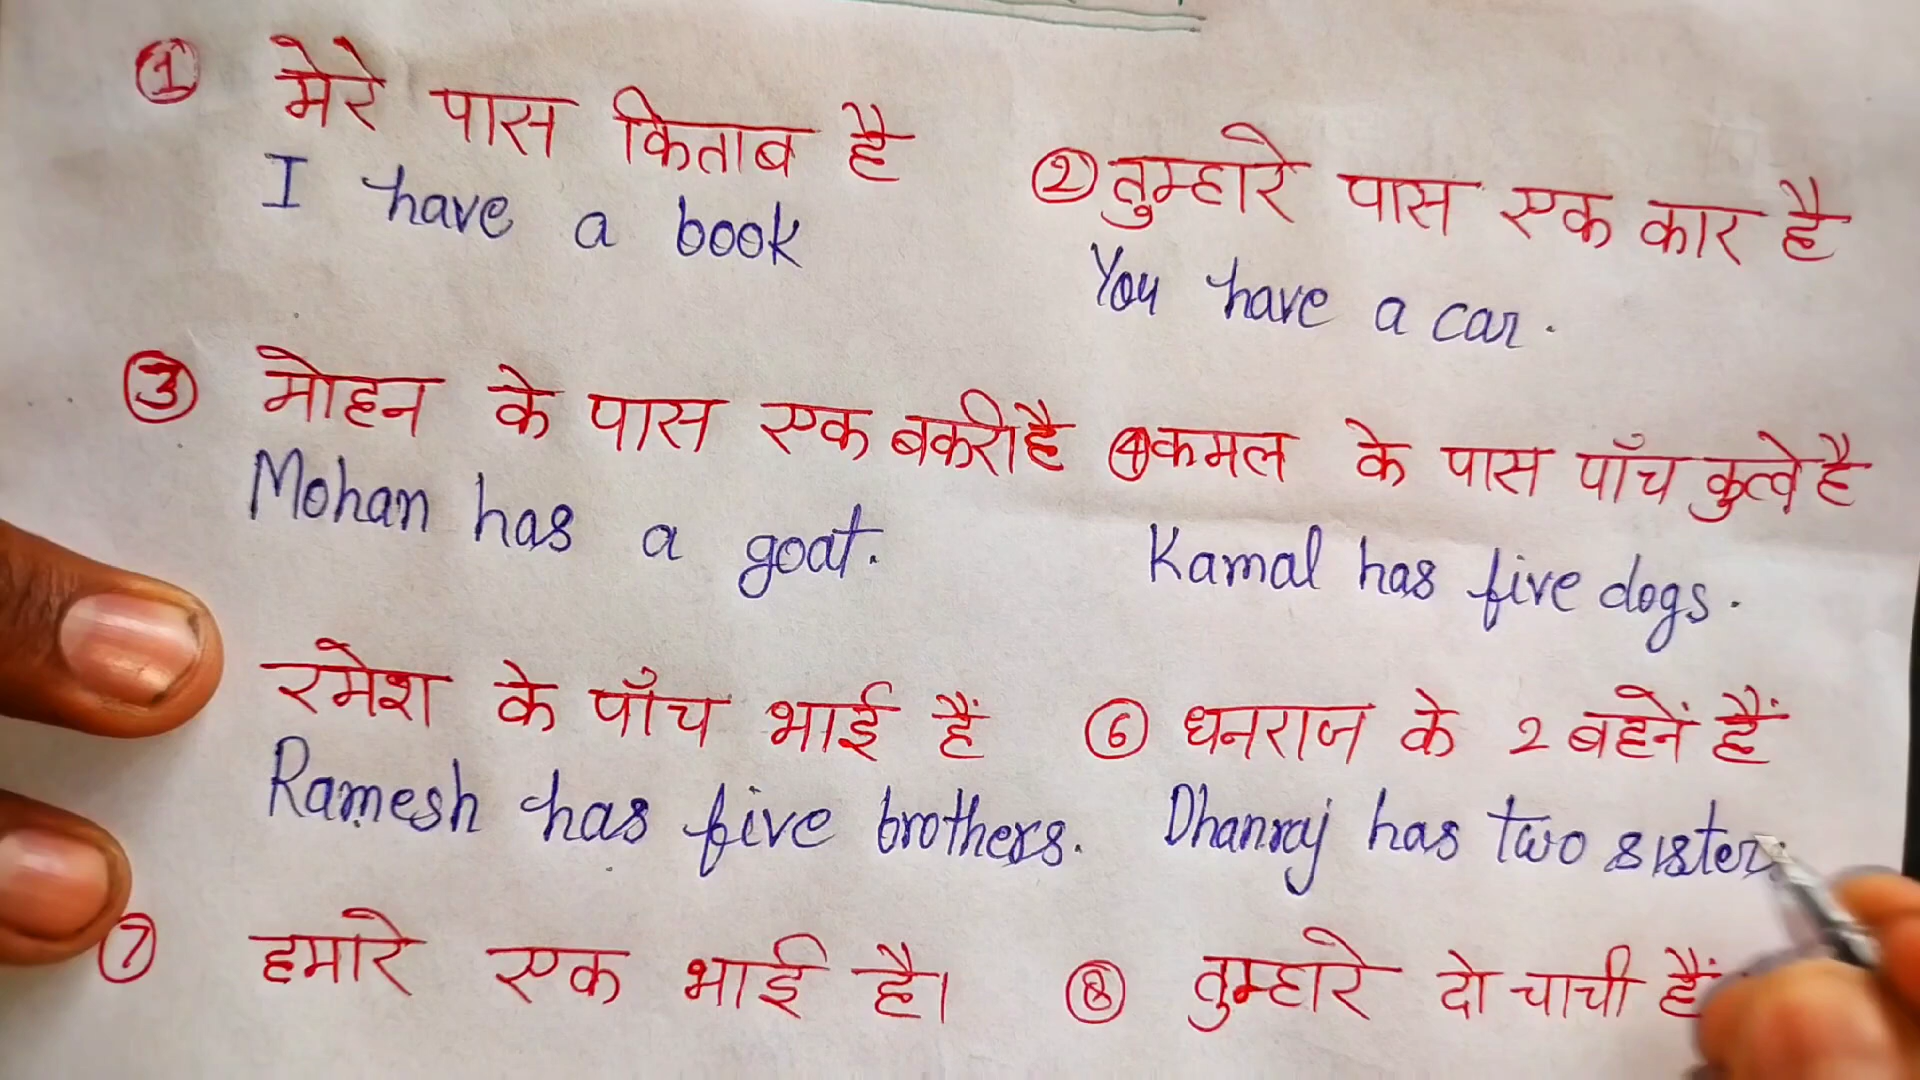 ① मेरे पास किताब है
I have a book
② तुम्हारे पास एक कार है
You have a car.
③ मोहन के पास एक बकरी है
Mohan has a goat.
④ कमल के पास पाँच कुत्ते है
Kamal has five dogs.
रमेश के पाँच भाई हैं
Ramesh has five brothers.
⑥ धनराज के 2 बहनें हैं
Dhanraj has two sister.
⑦ हमारे एक भाई है।
⑧ तुम्हारे दो चाची हैं